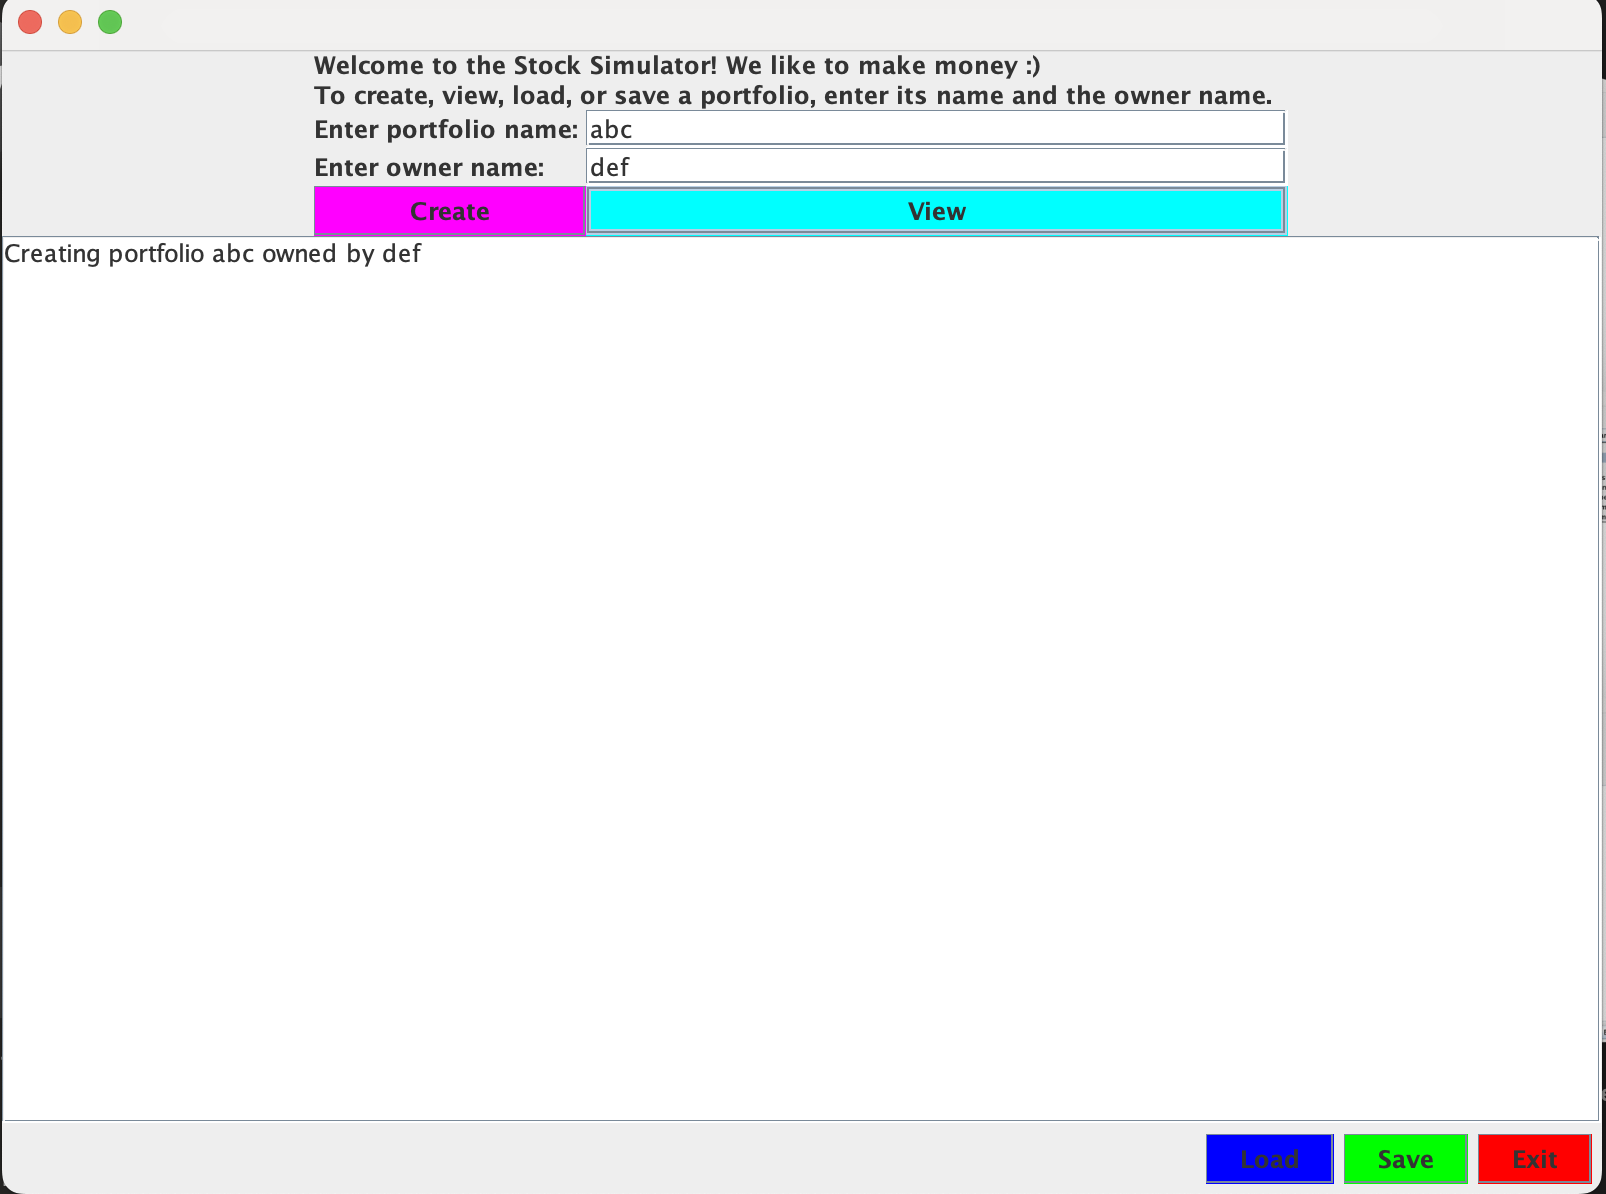 Welcome to the Stock Simulator! We like to make money :)
To create, view, load, or save a portfolio, enter its name and the owner name.
Enter portfolio name: abc
Enter owner name: def
Create View
Creating portfolio abc owned by def
Load Save Exit